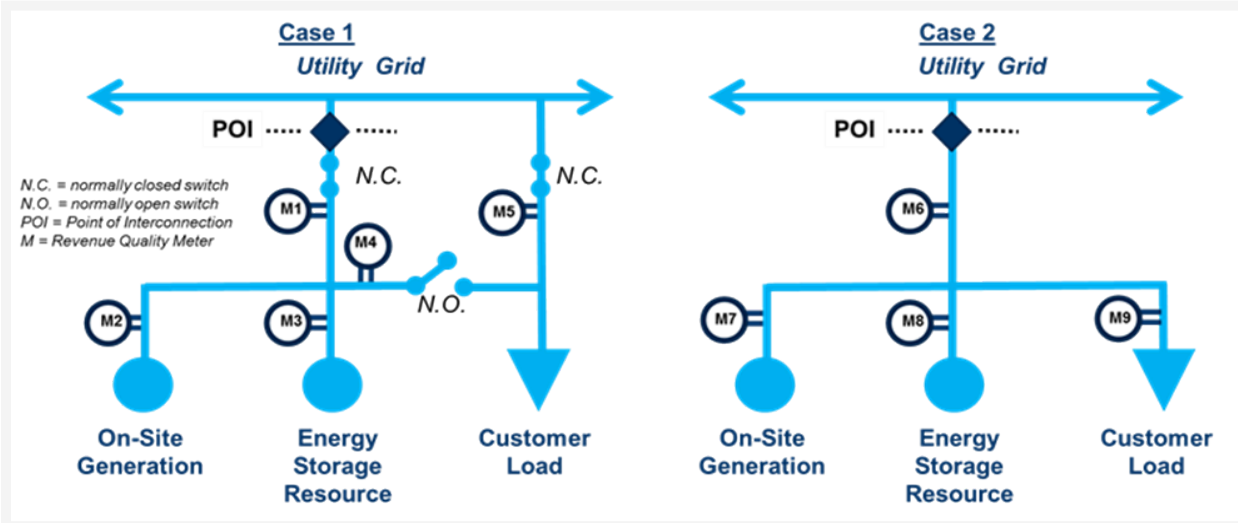 Case 1
Utility Grid
POI
N.C.
N.C.
N.C. = normally closed switch
N.O. = normally open switch
POI = Point of Interconnection
M = Revenue Quality Meter
M1
M5
M4
N.O.
M2
M3
On-Site
Generation
Energy
Storage
Resource
Customer
Load
Case 2
Utility Grid
POI
M6
M7
M8
M9
On-Site
Generation
Energy
Storage
Resource
Customer
Load